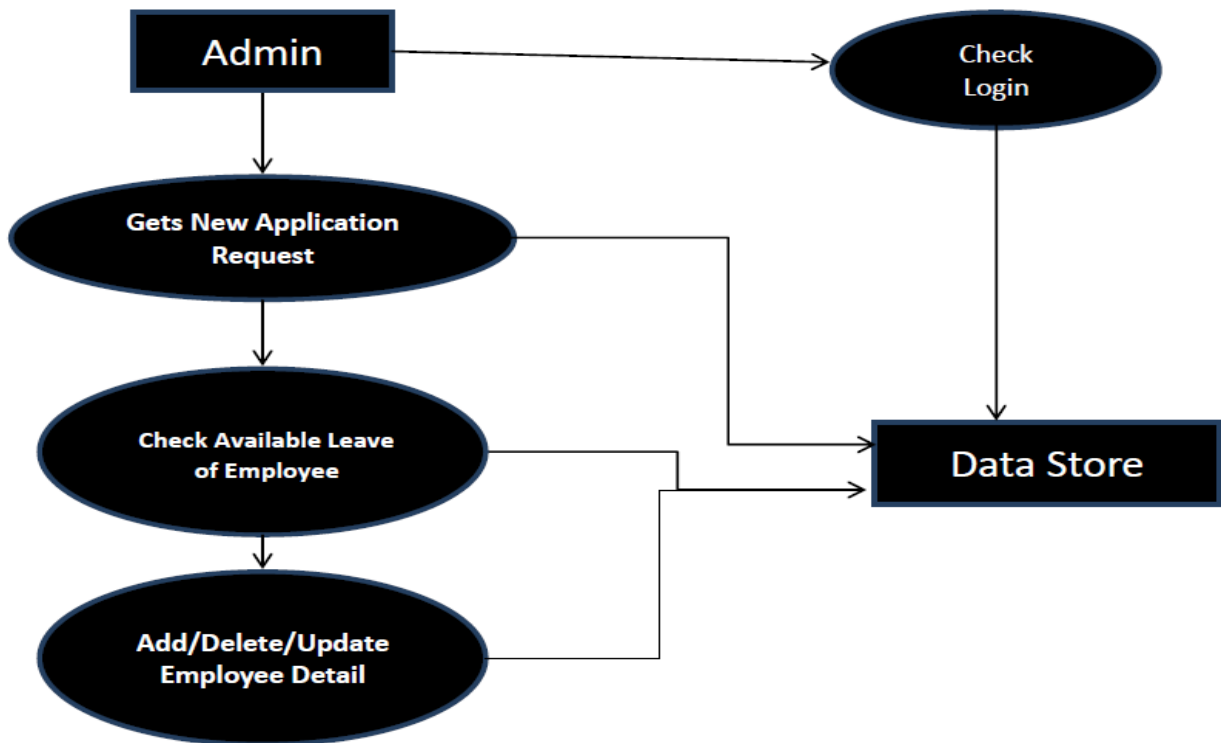 Admin
Check
Login
Gets New Application
Request
Check Available Leave
of Employee
Data Store
Add/Delete/Update
Employee Detail